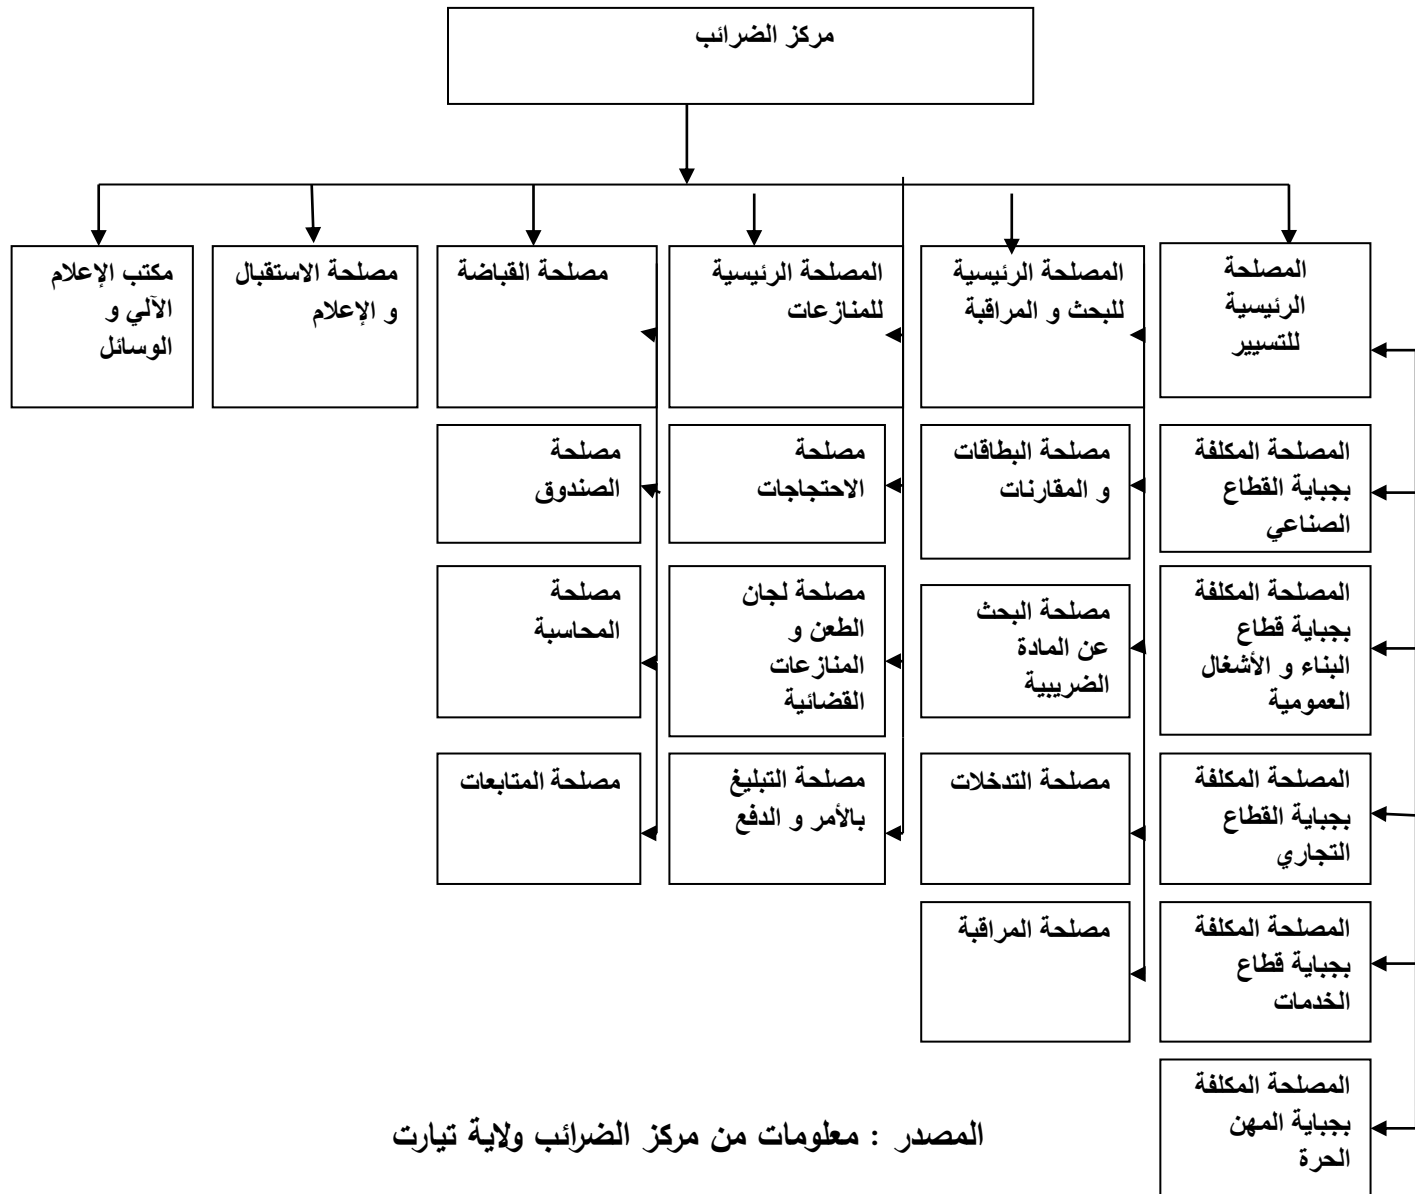 مركز الضرائب
المصلحة
الرئيسية
للتسيير
المصلحة الرئيسية
للبحث و المراقبة
المصلحة الرئيسية
للمنازعات
مصلحة القباضة
مصلحة الاستقبال
و الإعلام
مكتب الإعلام
الآلي و
الوسائل
المصلحة المكلفة
بجباية القطاع
الصناعي
مصلحة البطاقات
و المقارنات
مصلحة
الاحتجاجات
مصلحة
الصندوق
المصلحة المكلفة
بجباية قطاع
البناء و الأشغال
العمومية
مصلحة البحث
عن المادة
الضريبية
مصلحة لجان
الطعن و
المنازعات
القضائية
مصلحة
المحاسبة
المصلحة المكلفة
بجباية القطاع
التجاري
مصلحة التدخلات
مصلحة التبليغ
بالأمر و الدفع
مصلحة المتابعات
المصلحة المكلفة
بجباية قطاع
الخدمات
مصلحة المراقبة
المصلحة المكلفة
بجباية المهن
الحرة
المصدر : معلومات من مركز الضرائب ولاية تيارت